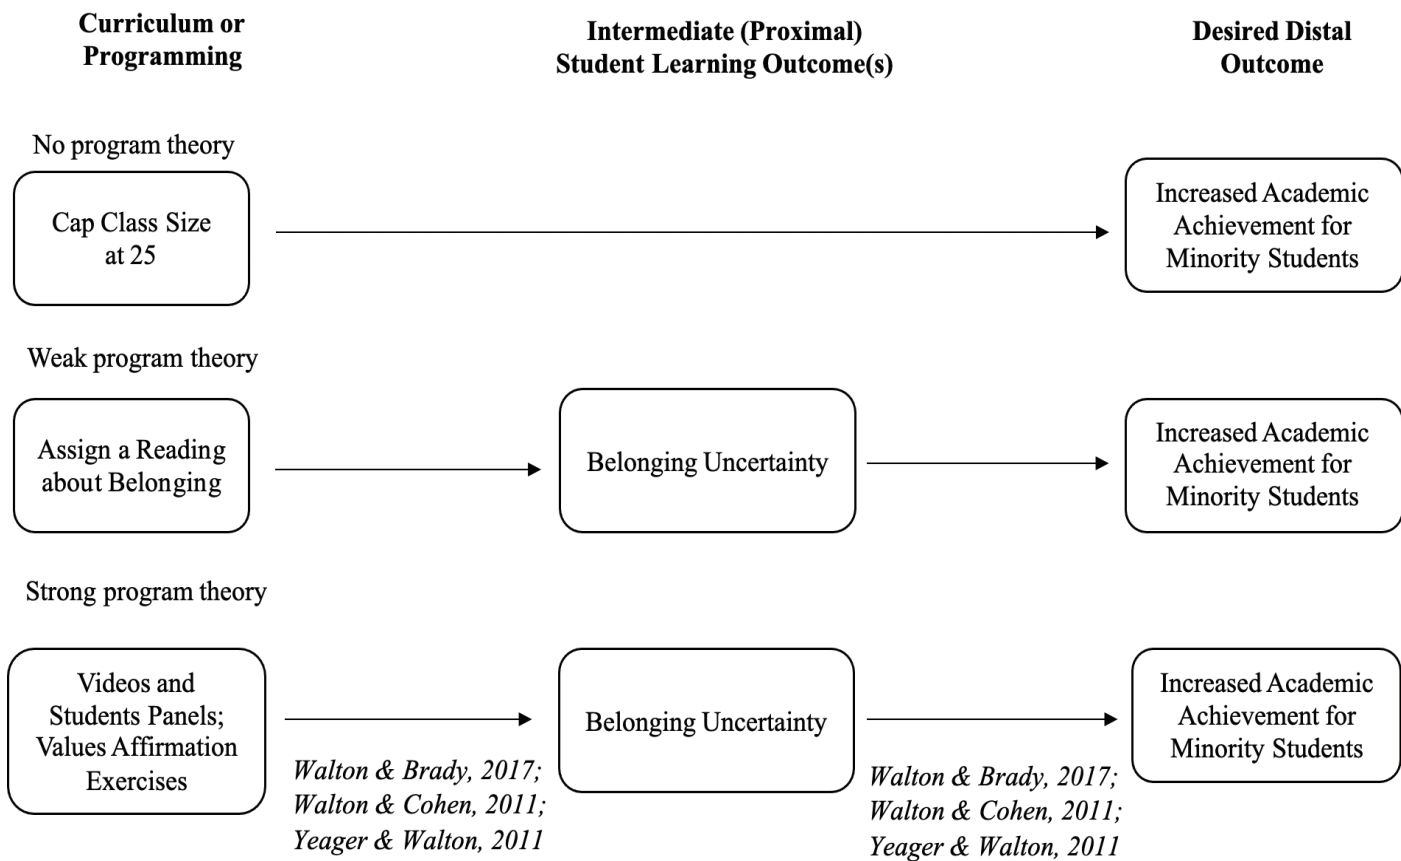 Curriculum or
Programming
Intermediate (Proximal)
Student Learning Outcome(s)
Desired Distal
Outcome
No program theory
Cap Class Size
at 25
Increased Academic
Achievement for
Minority Students
Weak program theory
Assign a Reading
about Belonging
Belonging Uncertainty
Increased Academic
Achievement for
Minority Students
Strong program theory
Videos and
Students Panels;
Values Affirmation
Exercises
Walton & Brady, 2017;
Walton & Cohen, 2011;
Yeager & Walton, 2011
Belonging Uncertainty
Walton & Brady, 2017;
Walton & Cohen, 2011;
Yeager & Walton, 2011
Increased Academic
Achievement for
Minority Students